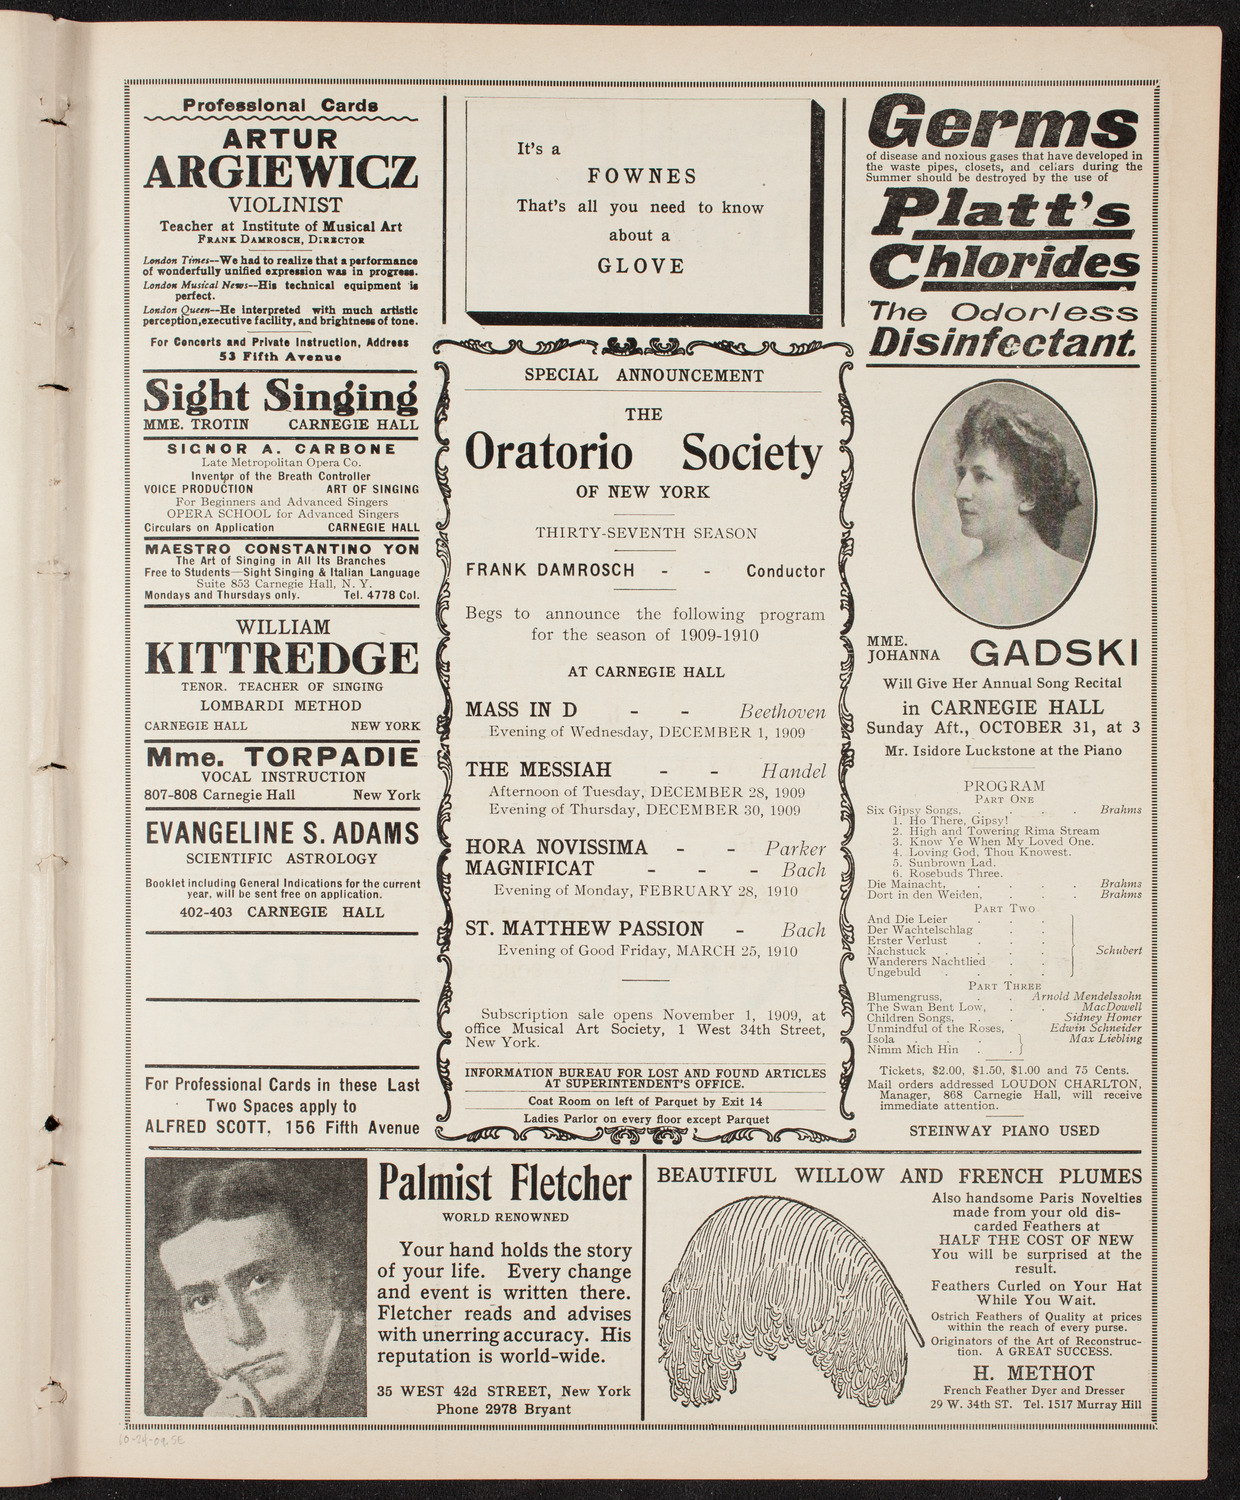 Professional Cards
ARTUR
ARGIEWICZ
VIOLINIST
Teacher at Institute of Musical Art
FRANK DAMROSCH, DIRECTOR
London Times--We had to realize that a performance
of wonderfully unified expression was in progress.
London Musical News--His technical equipment is
perfect.
London Queen--He interpreted with much artistic
perception,executive facility, and brightness of tone.
For Concerts and Private Instruction, Address
53 Fifth Avenue
Sight Singing
MME. TROTIN CARNEGIE HALL
SIGNOR A. CARBONE
Late Metropolitan Opera Co.
Inventor of the Breath Controller
VOICE PRODUCTION ART OF SINGING
For Beginners and Advanced Singers
OPERA SCHOOL for Advanced Singers
Circulars on Application CARNEGIE HALL
MAESTRO CONSTANTINO YON
The Art of Singing in All Its Branches
Free to Students—Sight Singing & Italian Language
Suite 853 Carnegie Hall, N. Y.
Mondays and Thursdays only. Tel. 4778 Col.
WILLIAM
KITTREDGE
TENOR. TEACHER OF SINGING
LOMBARDI METHOD
CARNEGIE HALL NEW YORK
Mme. TORPADIE
VOCAL INSTRUCTION
807-808 Carnegie Hall New York
EVANGELINE S. ADAMS
SCIENTIFIC ASTROLOGY
Booklet including General Indications for the current
year, will be sent free on application.
402-403 CARNEGIE HALL
For Professional Cards in these Last
Two Spaces apply to
ALFRED SCOTT, 156 Fifth Avenue
It's a
FOWNES
That's all you need to know
about a
GLOVE
SPECIAL ANNOUNCEMENT
THE
Oratorio Society
OF NEW YORK
THIRTY-SEVENTH SEASON
FRANK DAMROSCH - - Conductor
Begs to announce the following program
for the season of 1909-1910
AT CARNEGIE HALL
MASS IN D - - Beethoven
Evening of Wednesday, DECEMBER 1, 1909
THE MESSIAH - - Handel
Afternoon of Tuesday, DECEMBER 28, 1909
Evening of Thursday, DECEMBER 30, 1909
HORA NOVISSIMA - - Parker
MAGNIFICAT - - - Bach
Evening of Monday, FEBRUARY 28, 1910
ST. MATTHEW PASSION - Bach
Evening of Good Friday, MARCH 25, 1910
Subscription sale opens November 1, 1909, at
office Musical Art Society, 1 West 34th Street,
New York.
INFORMATION BUREAU FOR LOST AND FOUND ARTICLES
AT SUPERINTENDENT'S OFFICE.
Coat Room on left of Parquet by Exit 14
Ladies Parlor on every floor except Parquet
Germs
of disease and noxious gases that have developed in
the waste pipes, closets, and cellars during the
Summer should be destroyed by the use of
Platt's
Chlorides
The Odorless
Disinfectant.
MME.
JOHANNA GADSKI
Will Give Her Annual Song Recital
in CARNEGIE HALL
Sunday Aft., OCTOBER 31, at 3
Mr. Isidore Luckstone at the Piano
PROGRAM
PART ONE
Six Gipsy Songs, . . . . Brahms
1. Ho There, Gipsy!
2. High and Towering Rima Stream
3. Know Ye When My Loved One.
4. Loving God, Thou Knowest.
5. Sunbrown Lad.
6. Rosebuds Three.
Die Mainacht, . . . . Brahms
Dort in den Weiden, . . . Brahms
PART TWO
And Die Leier . . .
Der Wachtelschlag . .
Erster Verlust . . .
Nachstuck . . . . Schubert
Wanderers Nachtlied . .
Ungebuld . . . .
PART THREE
Blumengruss, . . Arnold Mendelssohn
The Swan Bent Low, . . MacDowell
Children Songs, . . Sidney Homer
Unmindful of the Roses, Edwin Schneider
Isola . . . Max Liebling
Nimm Mich Hin . .
Tickets, $2.00, $1.50, $1.00 and 75 Cents.
Mail orders addressed LOUDON CHARLTON,
Manager, 868 Carnegie Hall, will receive
immediate attention.
STEINWAY PIANO USED
Palmist Fletcher
WORLD RENOWNED
Your hand holds the story
of your life. Every change
and event is written there.
Fletcher reads and advises
with unerring accuracy. His
reputation is world-wide.
35 WEST 42d STREET, New York
Phone 2978 Bryant
BEAUTIFUL WILLOW AND FRENCH PLUMES
Also handsome Paris Novelties
made from your old dis-
carded Feathers at
HALF THE COST OF NEW
You will be surprised at the
result.
Feathers Curled on Your Hat
While You Wait.
Ostrich Feathers of Quality at prices
within the reach of every purse.
Originators of the Art of Reconstruc-
tion. A GREAT SUCCESS.
H. METHOT
French Feather Dyer and Dresser
29 W. 34th ST. Tel. 1517 Murray Hill
10-24-09, SE